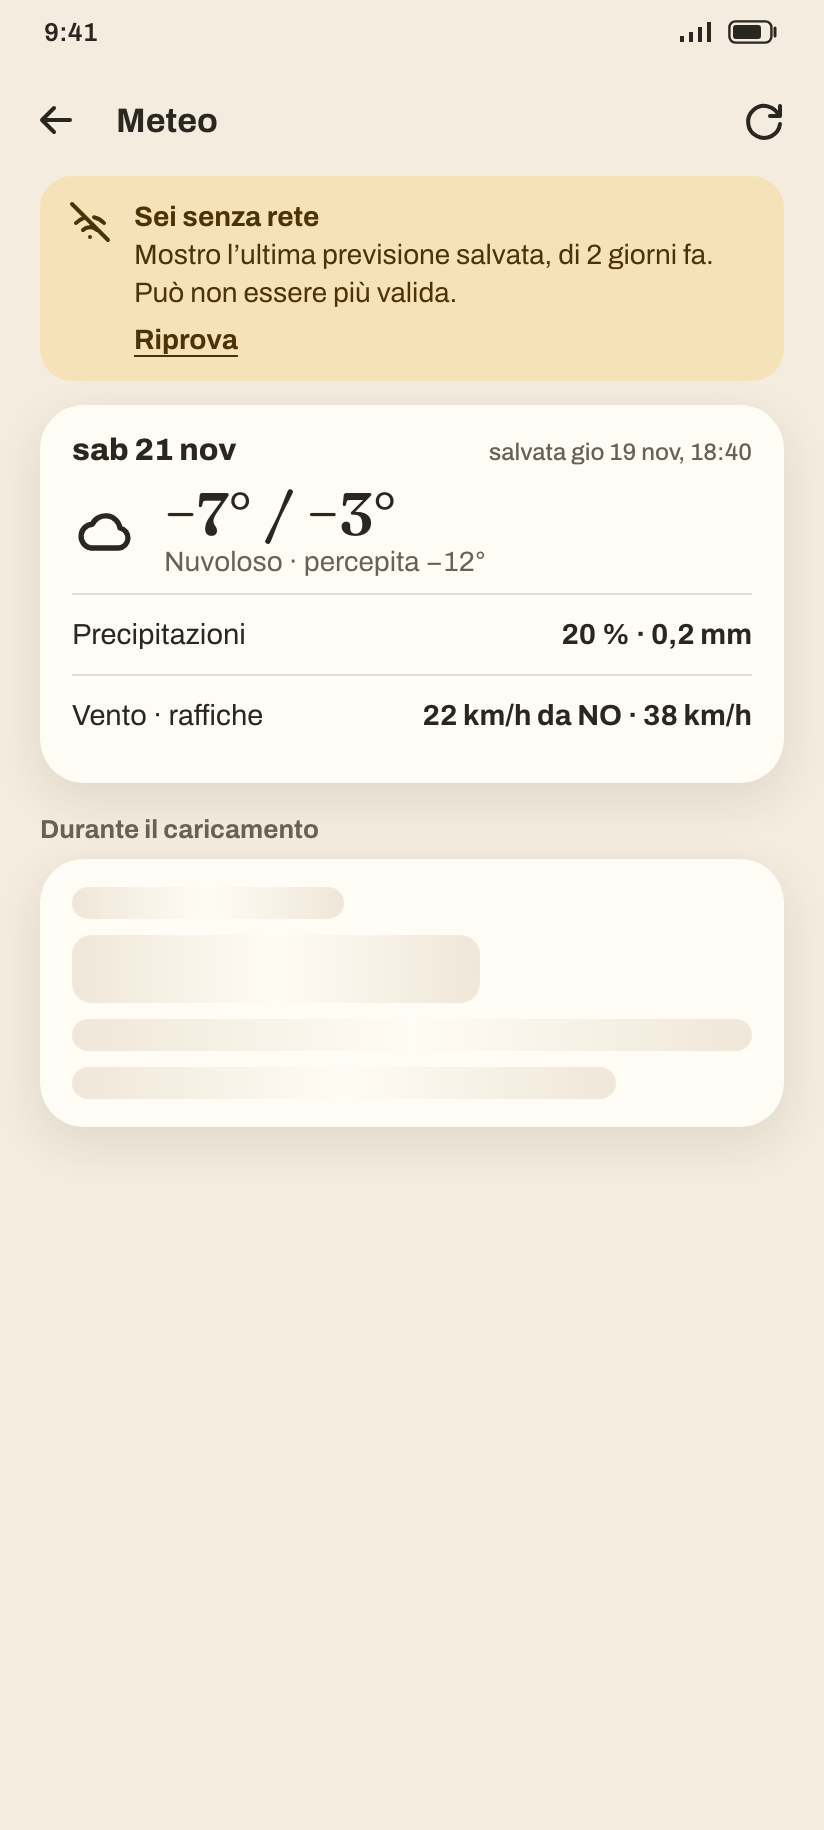 9:41
Meteo
Sei senza rete
Mostro l’ultima previsione salvata, di 2 giorni fa.
Può non essere più valida.
Riprova
sab 21 nov
salvata gio 19 nov, 18:40
−7° / −3°
Nuvoloso · percepita −12°
Precipitazioni
20 % · 0,2 mm
Vento · raffiche
22 km/h da NO · 38 km/h
Durante il caricamento